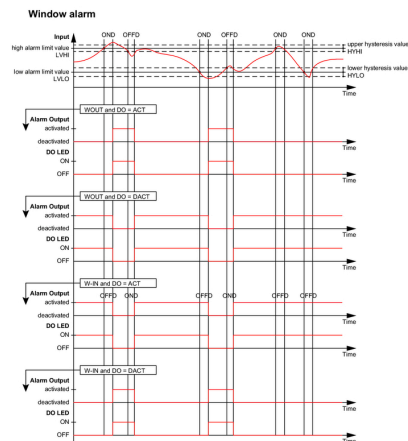 Window alarm
OND OFFD OND OFFD OND OND
Input
high alarm limit value
LVHI
upper hysteresis value
HYHI
low alarm limit value
LVLO
lower hysteresis value
HYLO
Time
WOUT and DO = ACT
Alarm Output
activated
deactivated
Time
DO LED
ON
OFF
Time
WOUT and DO = DACT
Alarm Output
activated
deactivated
Time
DO LED
ON
OFF
Time
W-IN and DO = ACT
Alarm Output
activated
OFFD OND OFFD OND OFFD OFFD
deactivated
Time
DO LED
ON
OFF
Time
W-IN and DO = DACT
Alarm Output
activated
deactivated
Time
DO LED
ON
OFF
Time